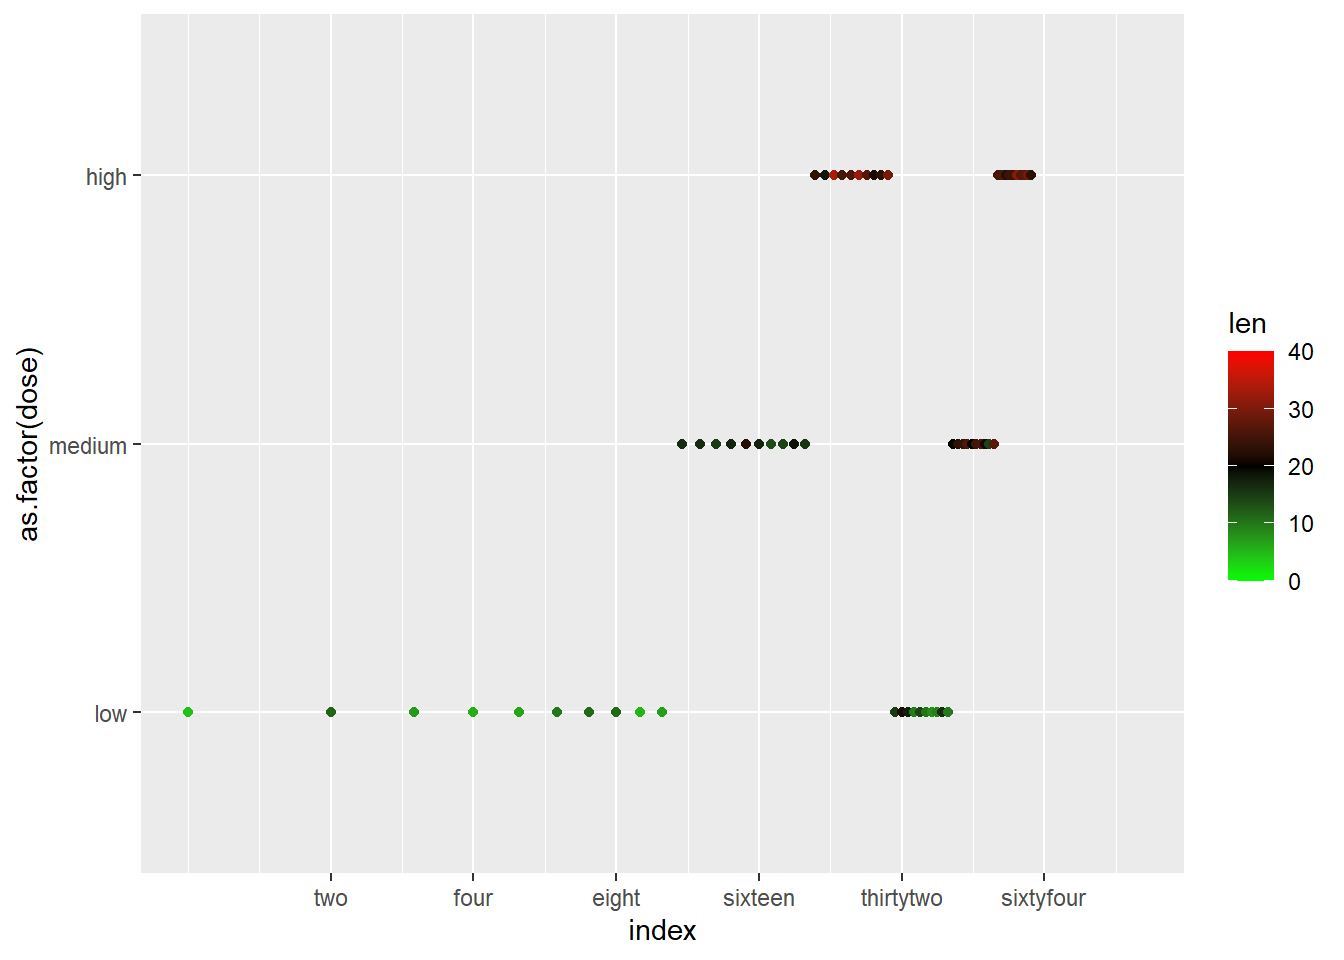 high
medium
low
as.factor(dose)
two four eight sixteen thirtytwo sixtyfour
index
len
40
30
20
10
0